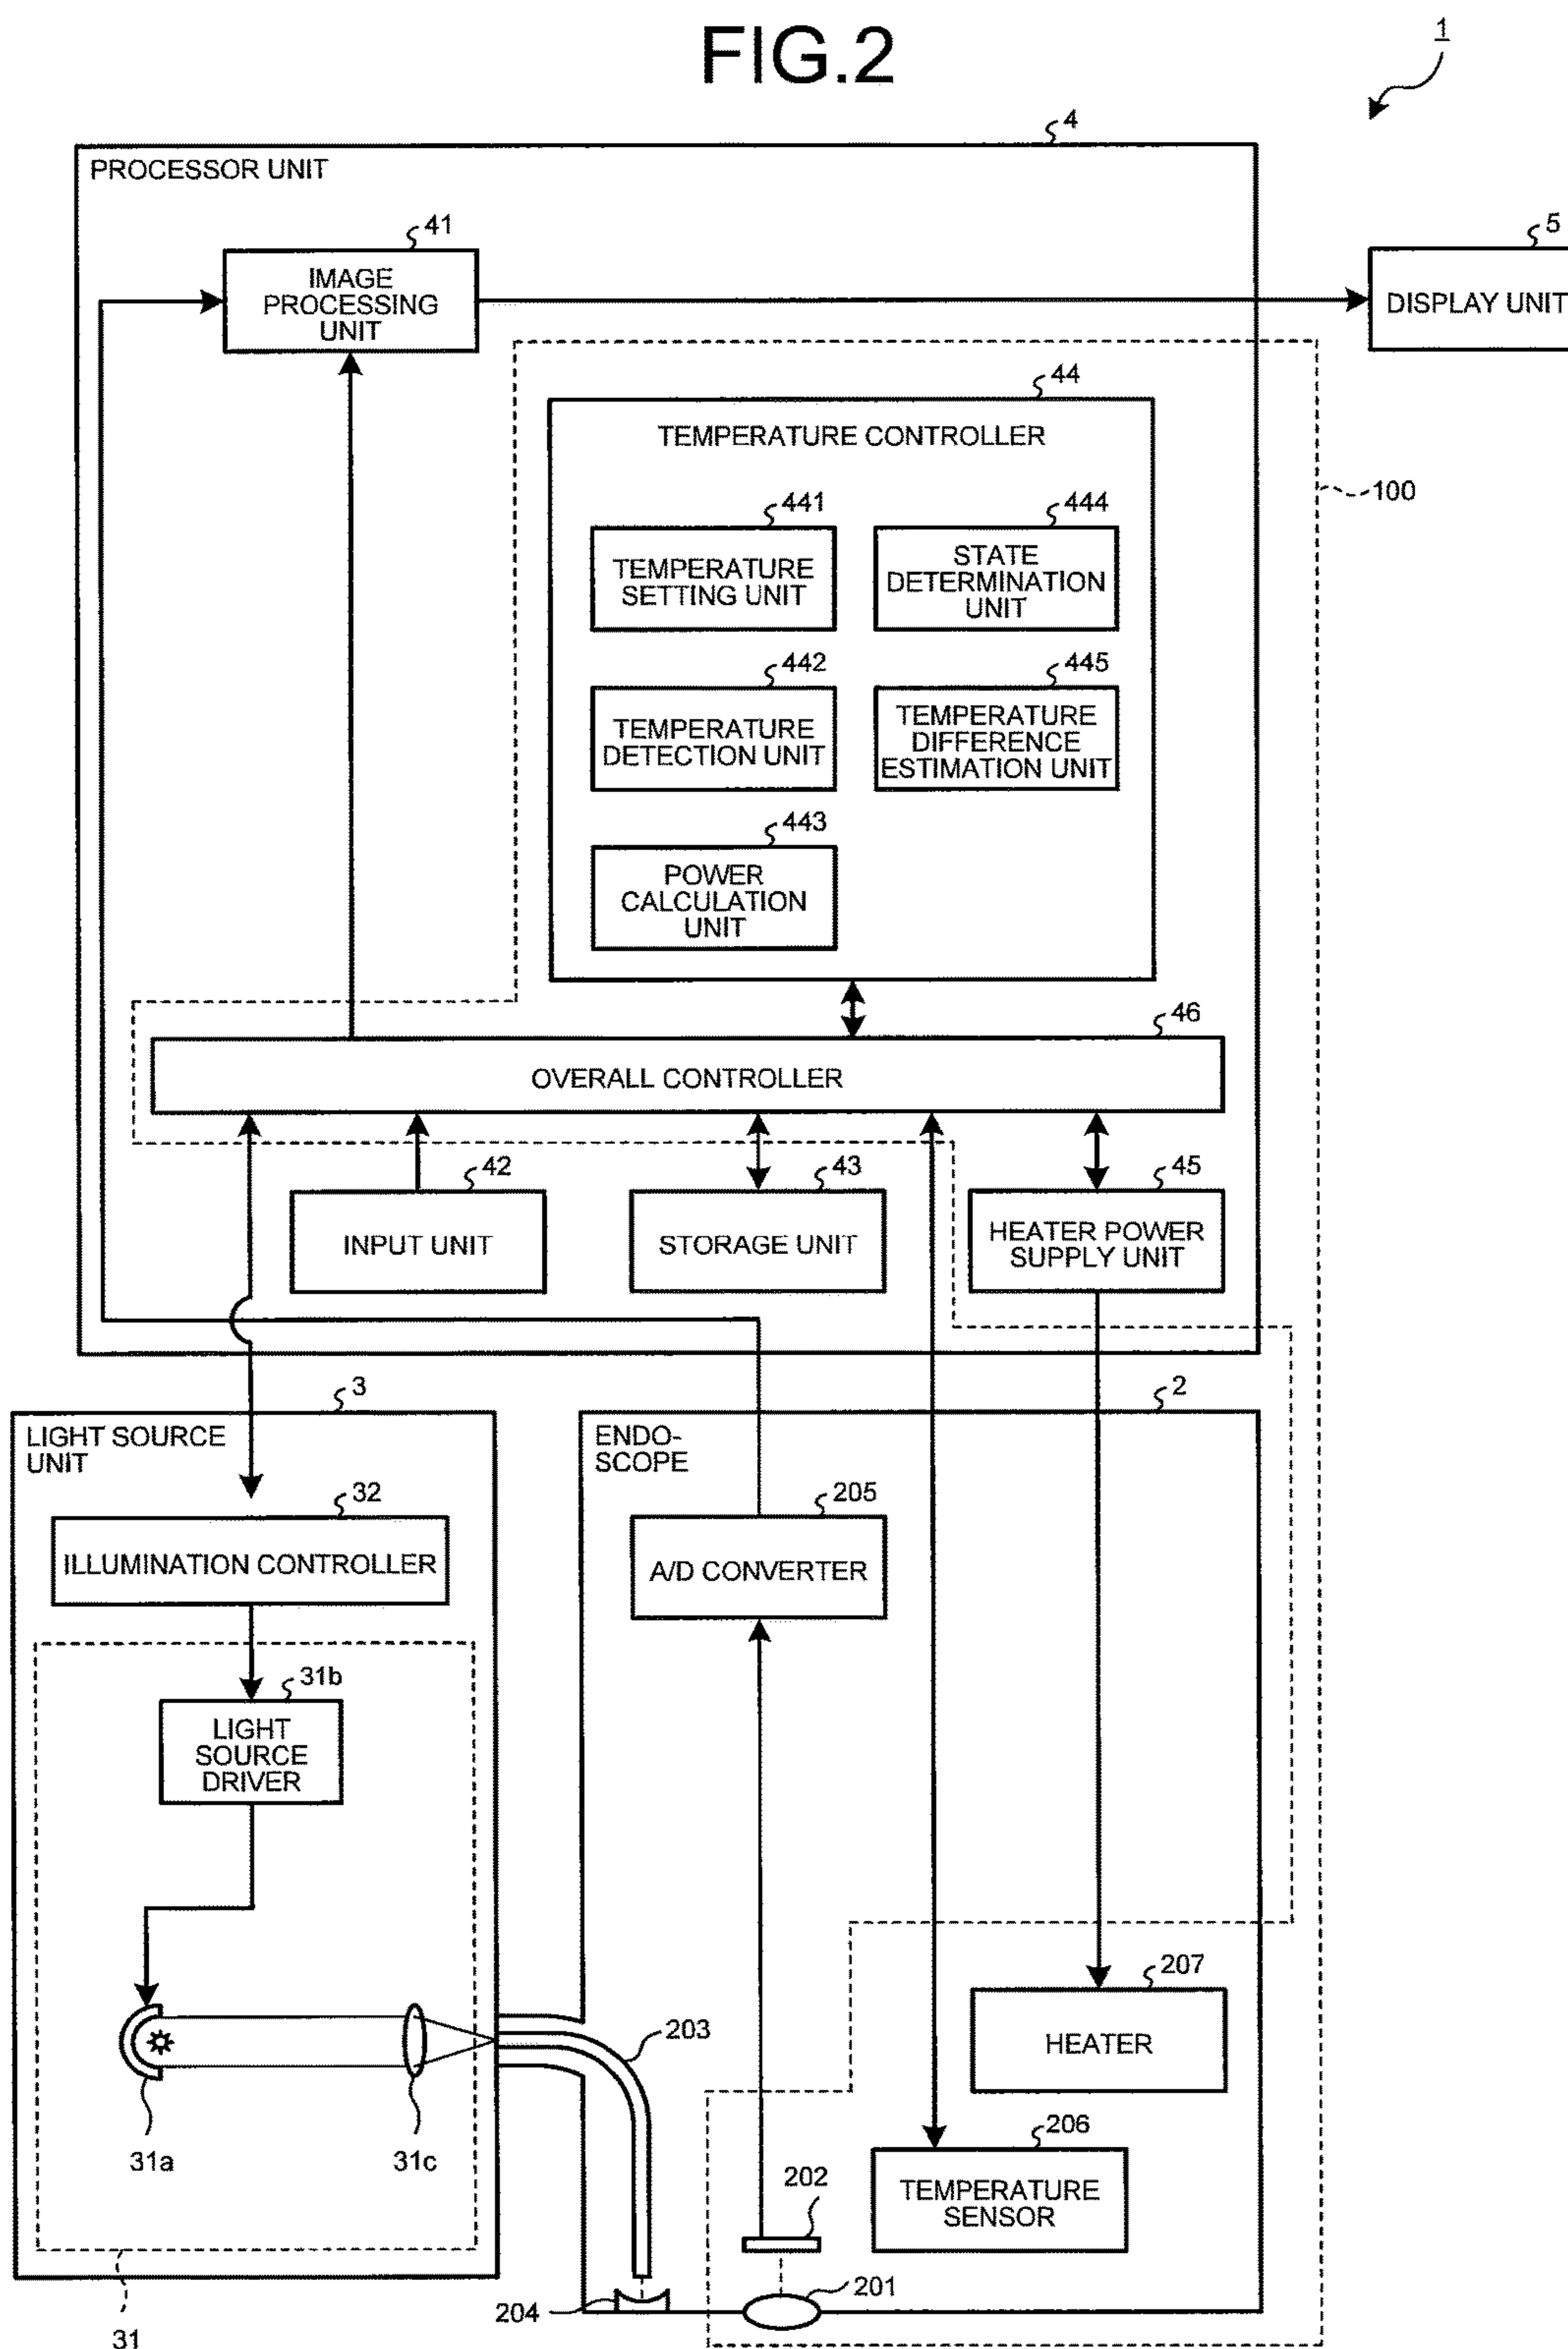 FIG.2
1
4
PROCESSOR UNIT
41
IMAGE
PROCESSING
UNIT
5
DISPLAY UNIT
44
TEMPERATURE CONTROLLER
100
441
TEMPERATURE
SETTING UNIT
444
STATE
DETERMINATION
UNIT
442
TEMPERATURE
DETECTION UNIT
445
TEMPERATURE
DIFFERENCE
ESTIMATION UNIT
443
POWER
CALCULATION
UNIT
46
OVERALL CONTROLLER
42
INPUT UNIT
43
STORAGE UNIT
45
HEATER POWER
SUPPLY UNIT
3
LIGHT SOURCE
UNIT
2
ENDO-
SCOPE
32
ILLUMINATION CONTROLLER
205
A/D CONVERTER
31b
LIGHT
SOURCE
DRIVER
207
HEATER
203
31a
31c
206
TEMPERATURE
SENSOR
202
201
204
31